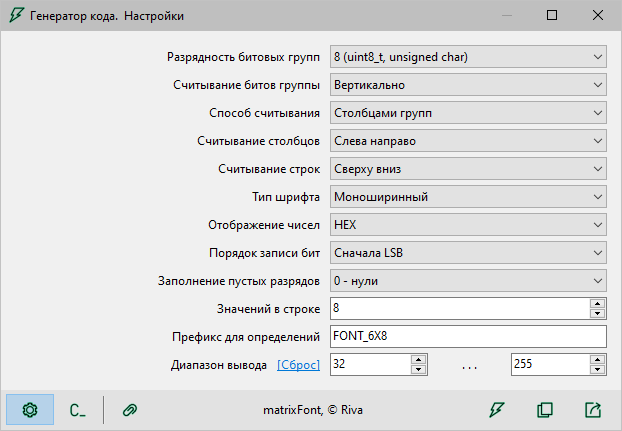 Генератор кода. Настройки
Разрядность битовых групп 8 (uint8_t, unsigned char)
Считывание битов группы Вертикально
Способ считывания Столбцами групп
Считывание столбцов Слева направо
Считывание строк Сверху вниз
Тип шрифта Моноширинный
Отображение чисел HEX
Порядок записи бит Сначала LSB
Заполнение пустых разрядов 0 - нули
Значений в строке 8
Префикс для определений FONT_6X8
Диапазон вывода [Сброс] 32 ... 255
C_ matrixFont, © Riva